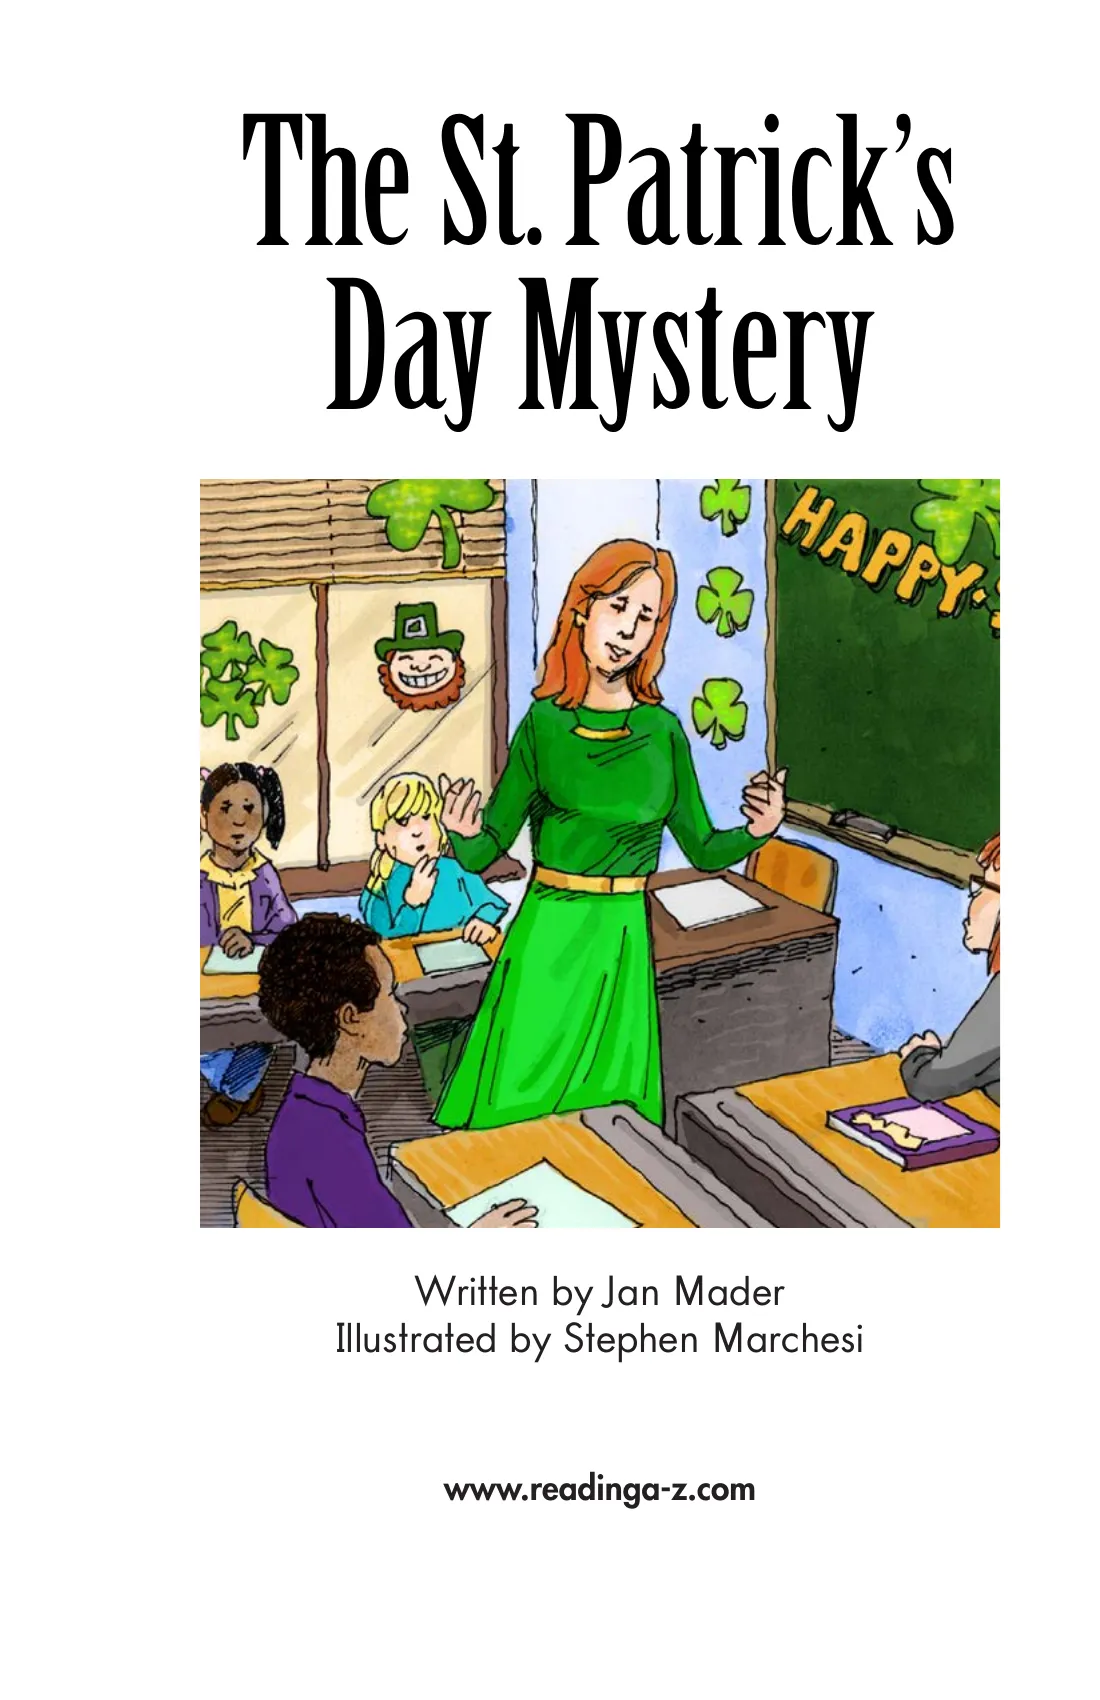 The St. Patrick’s
Day Mystery
HAPPY
Written by Jan Mader
Illustrated by Stephen Marchesi
www.readinga-z.com